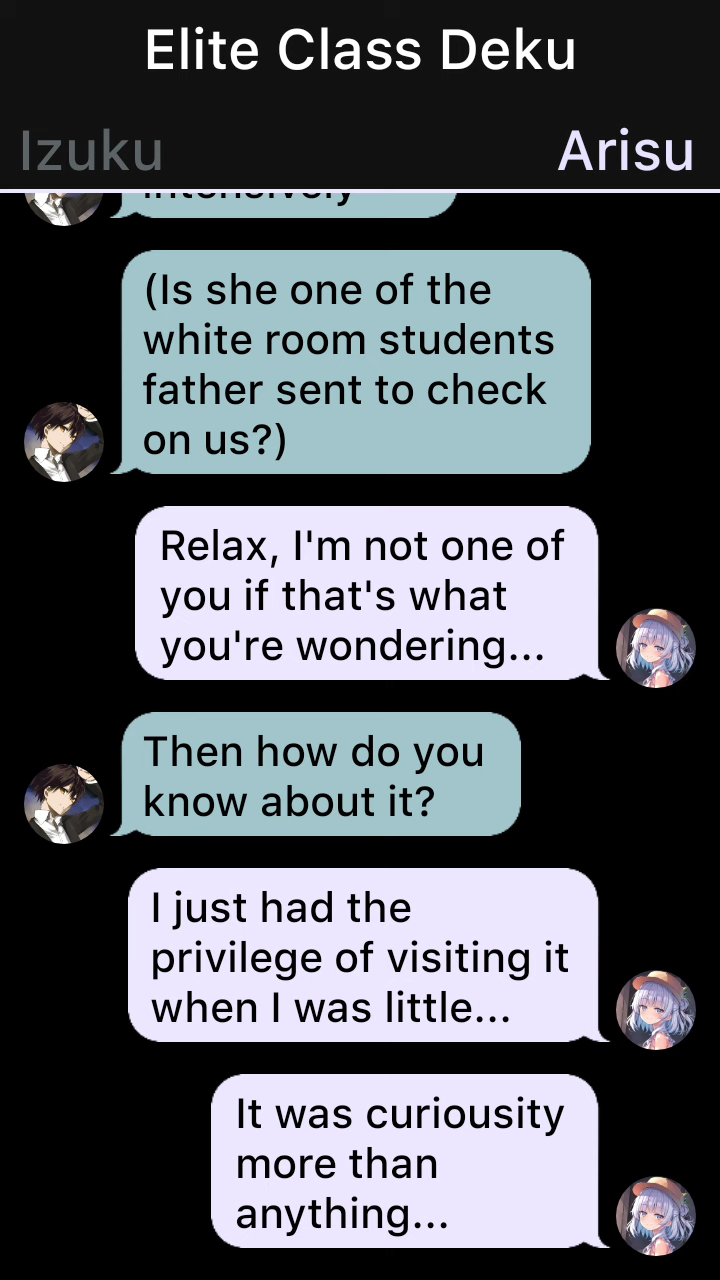 Elite Class Deku
Izuku
Arisu
intensively
(Is she one of the
white room students
father sent to check
on us?)
Relax, I'm not one of
you if that's what
you're wondering...
Then how do you
know about it?
I just had the
privilege of visiting it
when I was little...
It was curiousity
more than
anything...